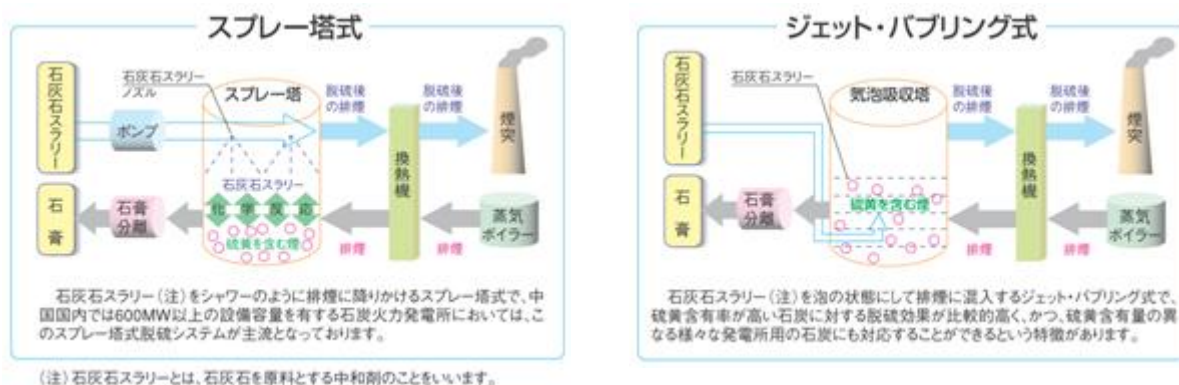 スプレー塔式
石灰石スラリー
石灰石スラリー
ノズル
スプレー塔
脱硫後
の排煙
脱硫後
の排煙
ポンプ
煙突
換熱機
石灰石スラリー
化学反応
硫黄を含む煙
石膏
石膏
分離
排煙
排煙
蒸気
ボイラー
石灰石スラリー(注)をシャワーのように排煙に降りかけるスプレー塔式で、中
国国内では600MW以上の設備容量を有する石炭火力発電所においては、こ
のスプレー塔式脱硫システムが主流となっております。
ジェット・バブリング式
石灰石スラリー
石灰石スラリー
気泡吸収塔
脱硫後
の排煙
脱硫後
の排煙
煙突
換熱機
硫黄を含む煙
石膏
石膏
分離
排煙
排煙
蒸気
ボイラー
石灰石スラリー(注)を泡の状態にして排煙に混入するジェット・バブリング式で、
硫黄含有率が高い石炭に対する脱硫効果が比較的高く、かつ、硫黄含有量の異
なる様々な発電所用の石炭にも対応することができるという特徴があります。
(注)石灰石スラリーとは、石灰石を原料とする中和剤のことをいいます。